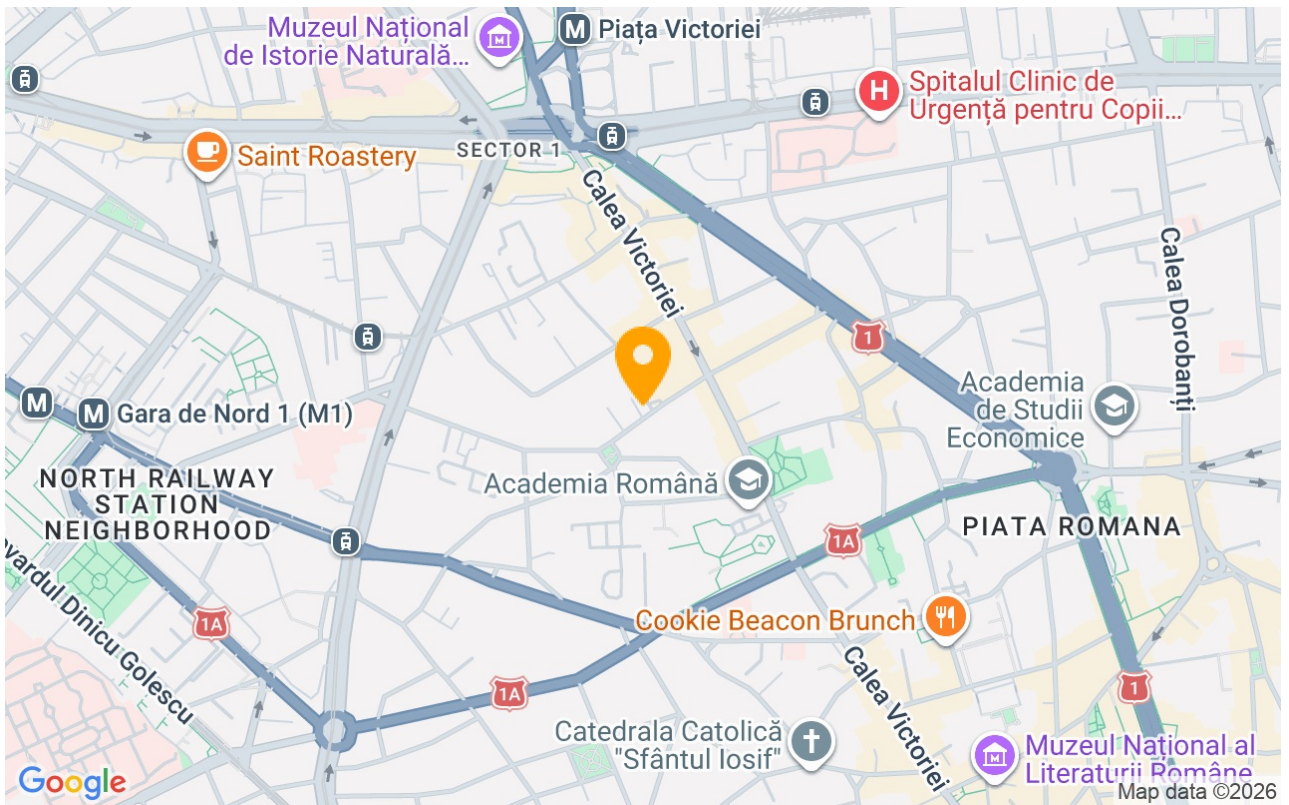 Muzeul Național
de Istorie Naturală...
M
Piața Victoriei
H
Spitalul Clinic de
Urgență pentru Copii...
Saint Roastery
SECTOR 1
Calea Victoriei
Calea Dorobanți
1
Academia
de Studii
Economice
M
M
Gara de Nord 1 (M1)
NORTH RAILWAY
STATION
NEIGHBORHOOD
Academia Română
1A
PIATA ROMANA
ovardul Dinicu Golescu
1A
Cookie Beacon Brunch
Calea Victoriei
1A
1
Catedrala Catolică
"Sfântul Iosif"
Muzeul Național al
Literaturii Române
Google
Map data ©2026